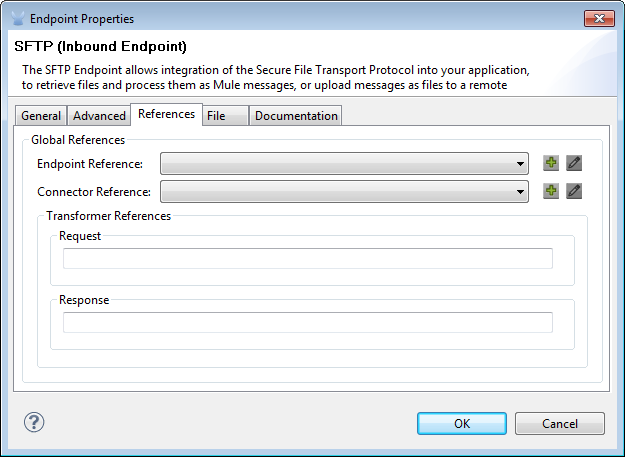 Endpoint Properties
SFTP (Inbound Endpoint)
The SFTP Endpoint allows integration of the Secure File Transport Protocol into your application,
to retrieve files and process them as Mule messages, or upload messages as files to a remote
General Advanced References File Documentation
Global References
Endpoint Reference:
Connector Reference:
Transformer References
Request
Response
? OK Cancel